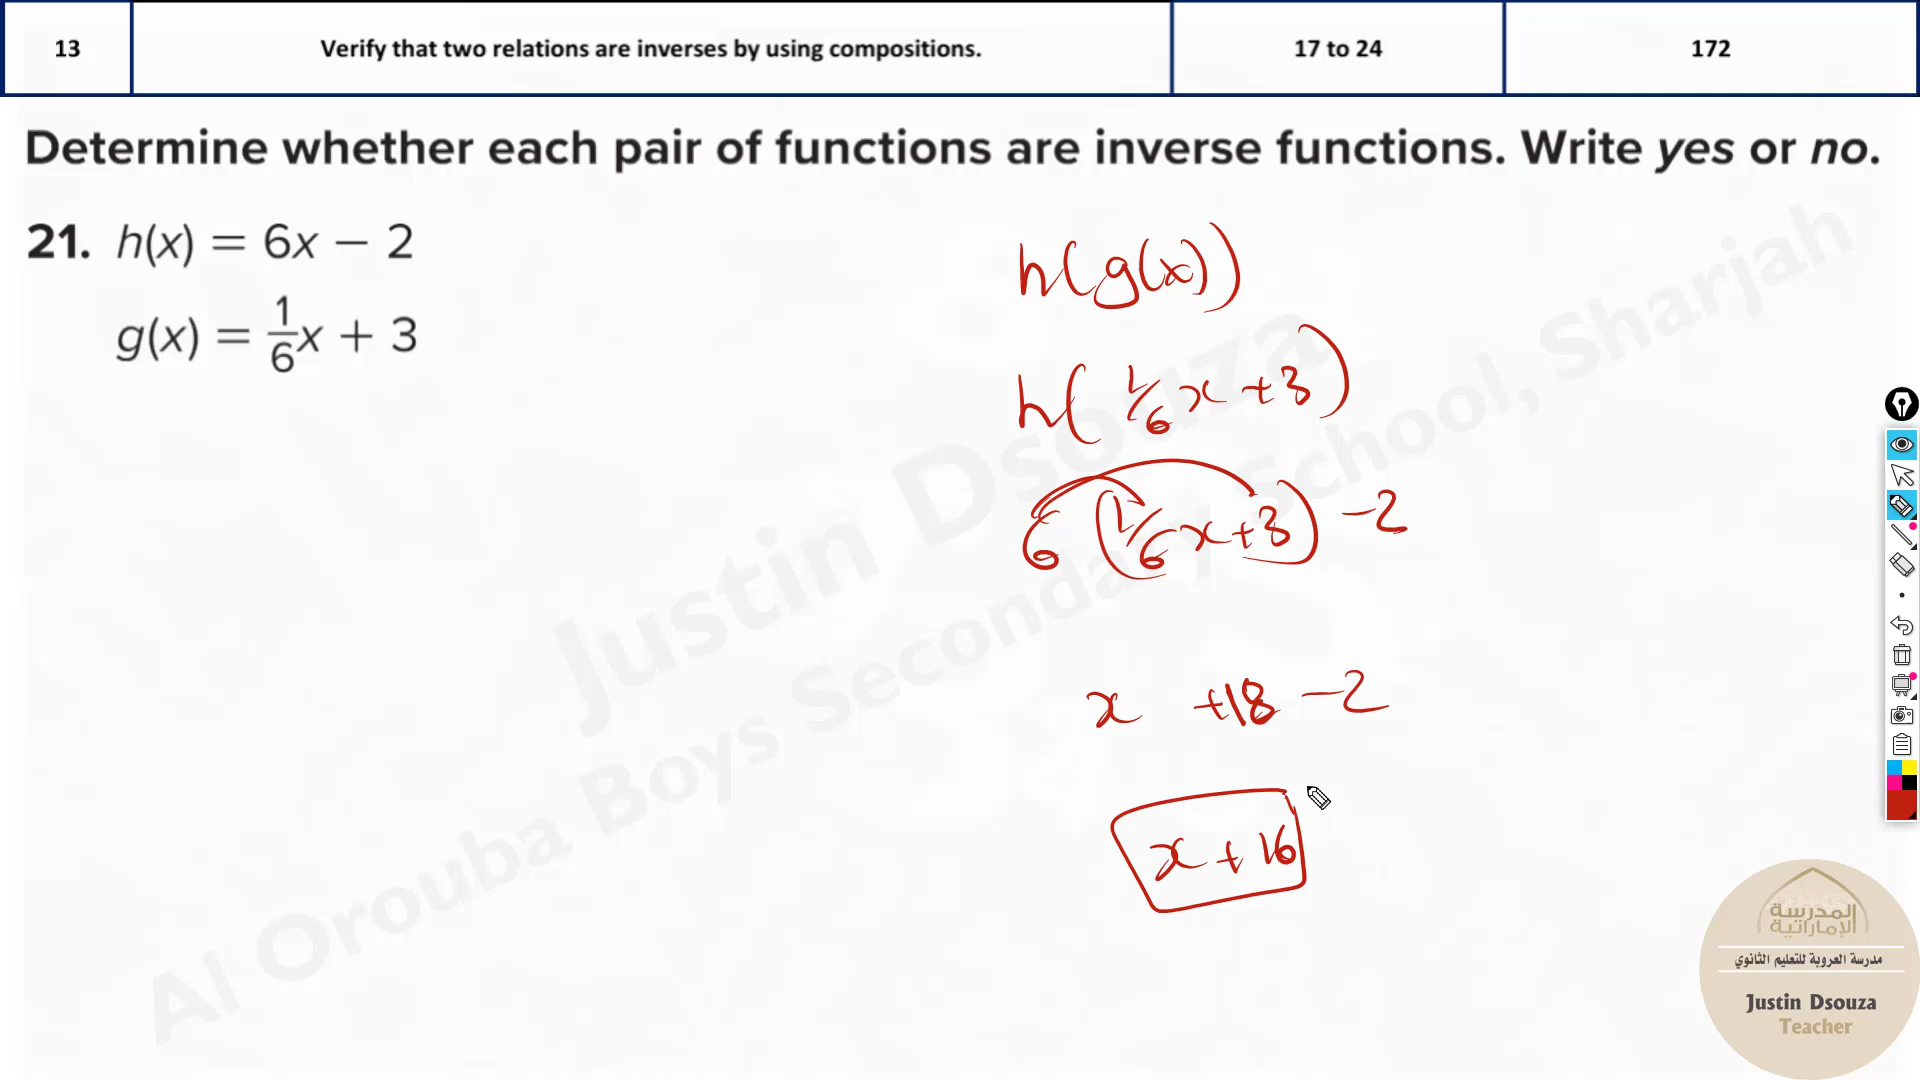 13 Verify that two relations are inverses by using compositions. 17 to 24 172
Determine whether each pair of functions are inverse functions. Write yes or no.
21. h(x) = 6x − 2
g(x) = 1/6 x + 3
h(g(x))
h(1/6 x + 3)
6 (1/6 x + 3) − 2
x + 18 − 2
x + 16
Justin Dsouza
Al Orouba Boys Secondary School, Sharjah
المدرسة
الإماراتية
مدرسة العروبة للتعليم الثانوي
Justin Dsouza
Teacher